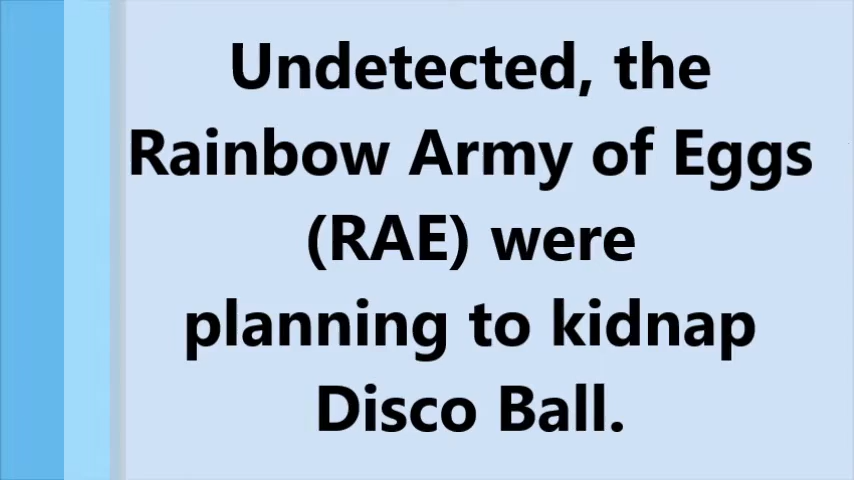 Undetected, the
Rainbow Army of Eggs
(RAE) were
planning to kidnap
Disco Ball.